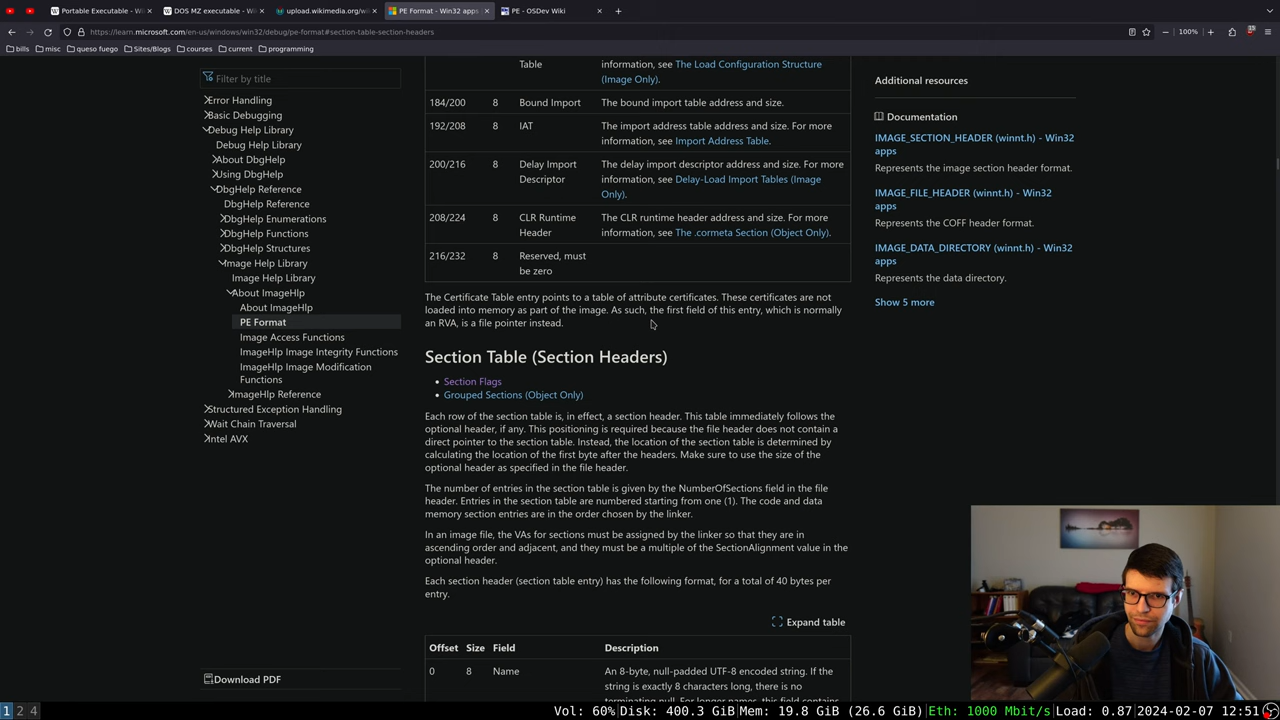 Portable Executable - Wi
DOS MZ executable - Wi
upload.wikimedia.org/wi
PE Format - Win32 apps
PE - OSDev Wiki
https://learn.microsoft.com/en-us/windows/win32/debug/pe-format#section-table-section-headers
100%
bills
misc
queso fuego
Sites/Blogs
courses
current
programming
Filter by title
Error Handling
Basic Debugging
Debug Help Library
Debug Help Library
About DbgHelp
Using DbgHelp
DbgHelp Reference
DbgHelp Reference
DbgHelp Enumerations
DbgHelp Functions
DbgHelp Structures
Image Help Library
Image Help Library
About ImageHlp
About ImageHlp
PE Format
Image Access Functions
ImageHlp Image Integrity Functions
ImageHlp Image Modification
Functions
ImageHlp Reference
Structured Exception Handling
Wait Chain Traversal
Intel AVX
Download PDF
Table information, see The Load Configuration Structure
(Image Only).
184/200 8 Bound Import The bound import table address and size.
192/208 8 IAT The import address table address and size. For more
information, see Import Address Table.
200/216 8 Delay Import The delay import descriptor address and size. For more
Descriptor information, see Delay-Load Import Tables (Image
Only).
208/224 8 CLR Runtime The CLR runtime header address and size. For more
Header information, see The .cormeta Section (Object Only).
216/232 8 Reserved, must
be zero
The Certificate Table entry points to a table of attribute certificates. These certificates are not
loaded into memory as part of the image. As such, the first field of this entry, which is normally
an RVA, is a file pointer instead.
Section Table (Section Headers)
• Section Flags
• Grouped Sections (Object Only)
Each row of the section table is, in effect, a section header. This table immediately follows the
optional header, if any. This positioning is required because the file header does not contain a
direct pointer to the section table. Instead, the location of the section table is determined by
calculating the location of the first byte after the headers. Make sure to use the size of the
optional header as specified in the file header.
The number of entries in the section table is given by the NumberOfSections field in the file
header. Entries in the section table are numbered starting from one (1). The code and data
memory section entries are in the order chosen by the linker.
In an image file, the VAs for sections must be assigned by the linker so that they are in
ascending order and adjacent, and they must be a multiple of the SectionAlignment value in the
optional header.
Each section header (section table entry) has the following format, for a total of 40 bytes per
entry.
Expand table
Offset Size Field Description
0 8 Name An 8-byte, null-padded UTF-8 encoded string. If the
string is exactly 8 characters long, there is no
terminating null. For longer names, this field contains
Additional resources
Documentation
IMAGE_SECTION_HEADER (winnt.h) - Win32
apps
Represents the image section header format.
IMAGE_FILE_HEADER (winnt.h) - Win32
apps
Represents the COFF header format.
IMAGE_DATA_DIRECTORY (winnt.h) - Win32
apps
Represents the data directory.
Show 5 more
1 2 4
Vol: 60% Disk: 400.3 GiB Mem: 19.8 GiB (26.6 GiB) Eth: 1000 Mbit/s Load: 0.87 2024-02-07 12:51